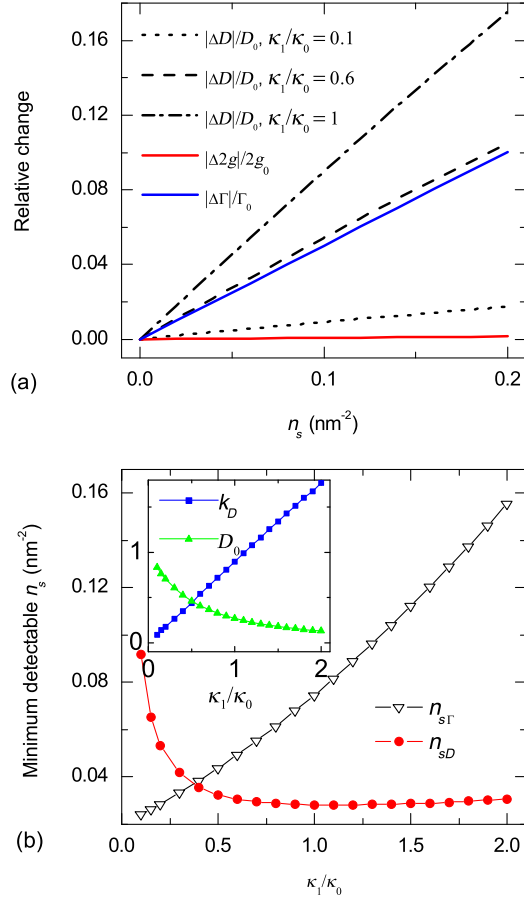 0.16
0.12
0.08
0.04
0.00
Relative change
|ΔD|/D₀, κ₁/κ₀ = 0.1
|ΔD|/D₀, κ₁/κ₀ = 0.6
|ΔD|/D₀, κ₁/κ₀ = 1
|Δ2g|/2g₀
|ΔΓ|/Γ₀
(a)
0.0 0.1 0.2
nₛ (nm⁻²)
0.16
0.12
0.08
0.04
Minimum detectable nₛ (nm⁻²)
k_D
D₀
1
0
0 1 2
κ₁/κ₀
n_sΓ
n_sD
(b)
0.0 0.5 1.0 1.5 2.0
κ₁/κ₀